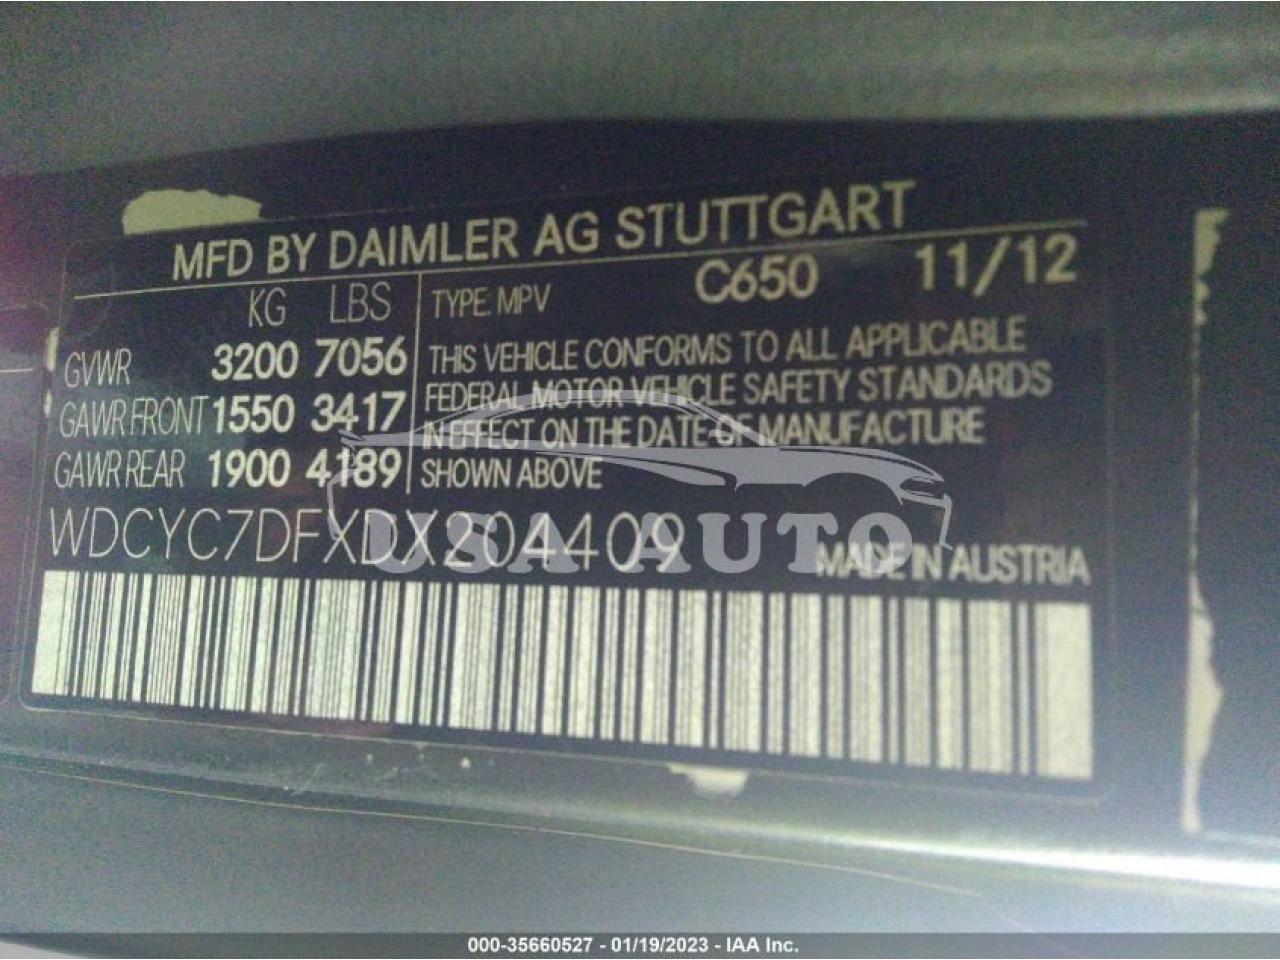 MFD BY DAIMLER AG STUTTGART
KG LBS
GVWR 3200 7056
GAWR FRONT 1550 3417
GAWR REAR 1900 4189
TYPE. MPV C650 11/12
THIS VEHICLE CONFORMS TO ALL APPLICABLE
FEDERAL MOTOR VEHICLE SAFETY STANDARDS
IN EFFECT ON THE DATE OF MANUFACTURE
SHOWN ABOVE
WDCYC7DFXDX204409
MADE IN AUSTRIA
USA AUTO
000-35660527 - 01/19/2023 - IAA Inc.